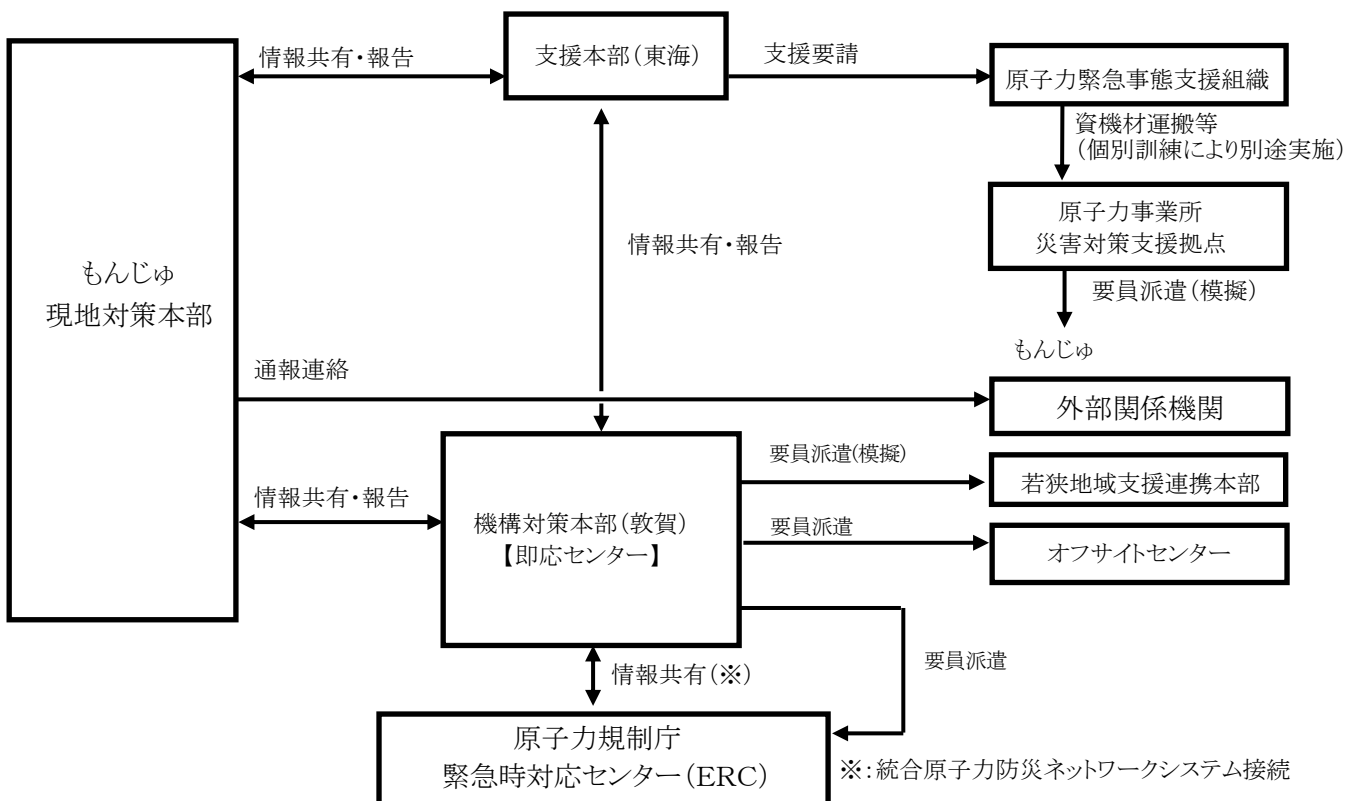 支援本部(東海)
情報共有・報告
支援要請
原子力緊急事態支援組織
資機材運搬等
(個別訓練により別途実施)
原子力事業所
災害対策支援拠点
もんじゅ
現地対策本部
情報共有・報告
要員派遣(模擬)
もんじゅ
通報連絡
外部関係機関
要員派遣(模擬)
若狭地域支援連携本部
情報共有・報告
機構対策本部(敦賀)
【即応センター】
要員派遣
オフサイトセンター
要員派遣
情報共有(※)
原子力規制庁
緊急時対応センター(ERC)
※:統合原子力防災ネットワークシステム接続